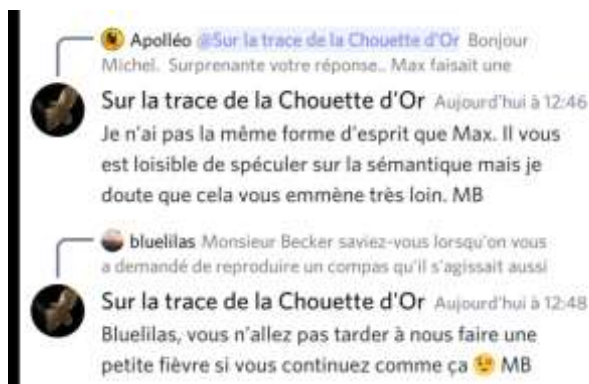 Apolléo @Sur la trace de la Chouette d'Or Bonjour
Michel. Surprenante votre réponse.. Max faisait une
Sur la trace de la Chouette d'Or Aujourd'hui à 12:46
Je n'ai pas la même forme d'esprit que Max. Il vous
est loisible de spéculer sur la sémantique mais je
doute que cela vous emmène très loin. MB
bluelilas Monsieur Becker saviez-vous lorsqu'on vous
a demandé de reproduire un compas qu'il s'agissait aussi
Sur la trace de la Chouette d'Or Aujourd'hui à 12:48
Bluelilas, vous n'allez pas tarder à nous faire une
petite fièvre si vous continuez comme ça 😉 MB